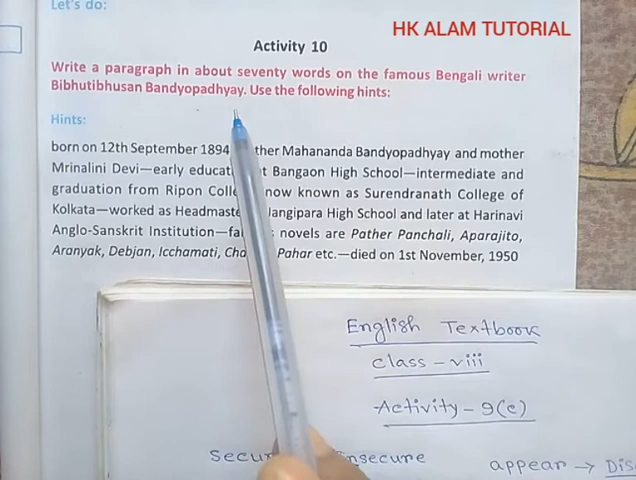 Let's do:
HK ALAM TUTORIAL
Activity 10
Write a paragraph in about seventy words on the famous Bengali writer
Bibhutibhusan Bandyopadhyay. Use the following hints:
Hints:
born on 12th September 1894 ther Mahananda Bandyopadhyay and mother
Mrinalini Devi—early educat t Bangaon High School—intermediate and
graduation from Ripon Colle now known as Surendranath College of
Kolkata—worked as Headmaste Jangipara High School and later at Harinavi
Anglo-Sanskrit Institution—fa s novels are Pather Panchali, Aparajito,
Aranyak, Debjan, Icchamati, Cha Pahar etc.—died on 1st November, 1950
English Textbook
Class - viii
Activity - 9(c)
Secur nsecure appear → Dis